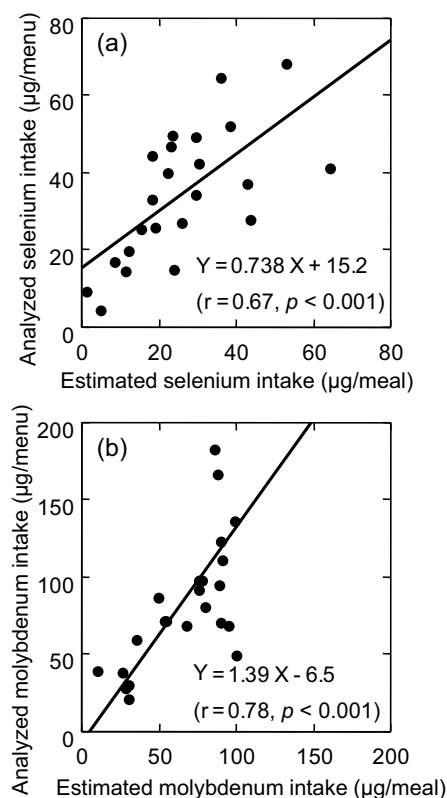 (a)
Analyzed selenium intake (µg/menu)
80
60
40
20
0
Y = 0.738 X + 15.2
(r = 0.67, p < 0.001)
0 20 40 60 80
Estimated selenium intake (µg/meal)
(b)
Analyzed molybdenum intake (µg/menu)
200
150
100
50
0
Y = 1.39 X - 6.5
(r = 0.78, p < 0.001)
0 50 100 150 200
Estimated molybdenum intake (µg/meal)